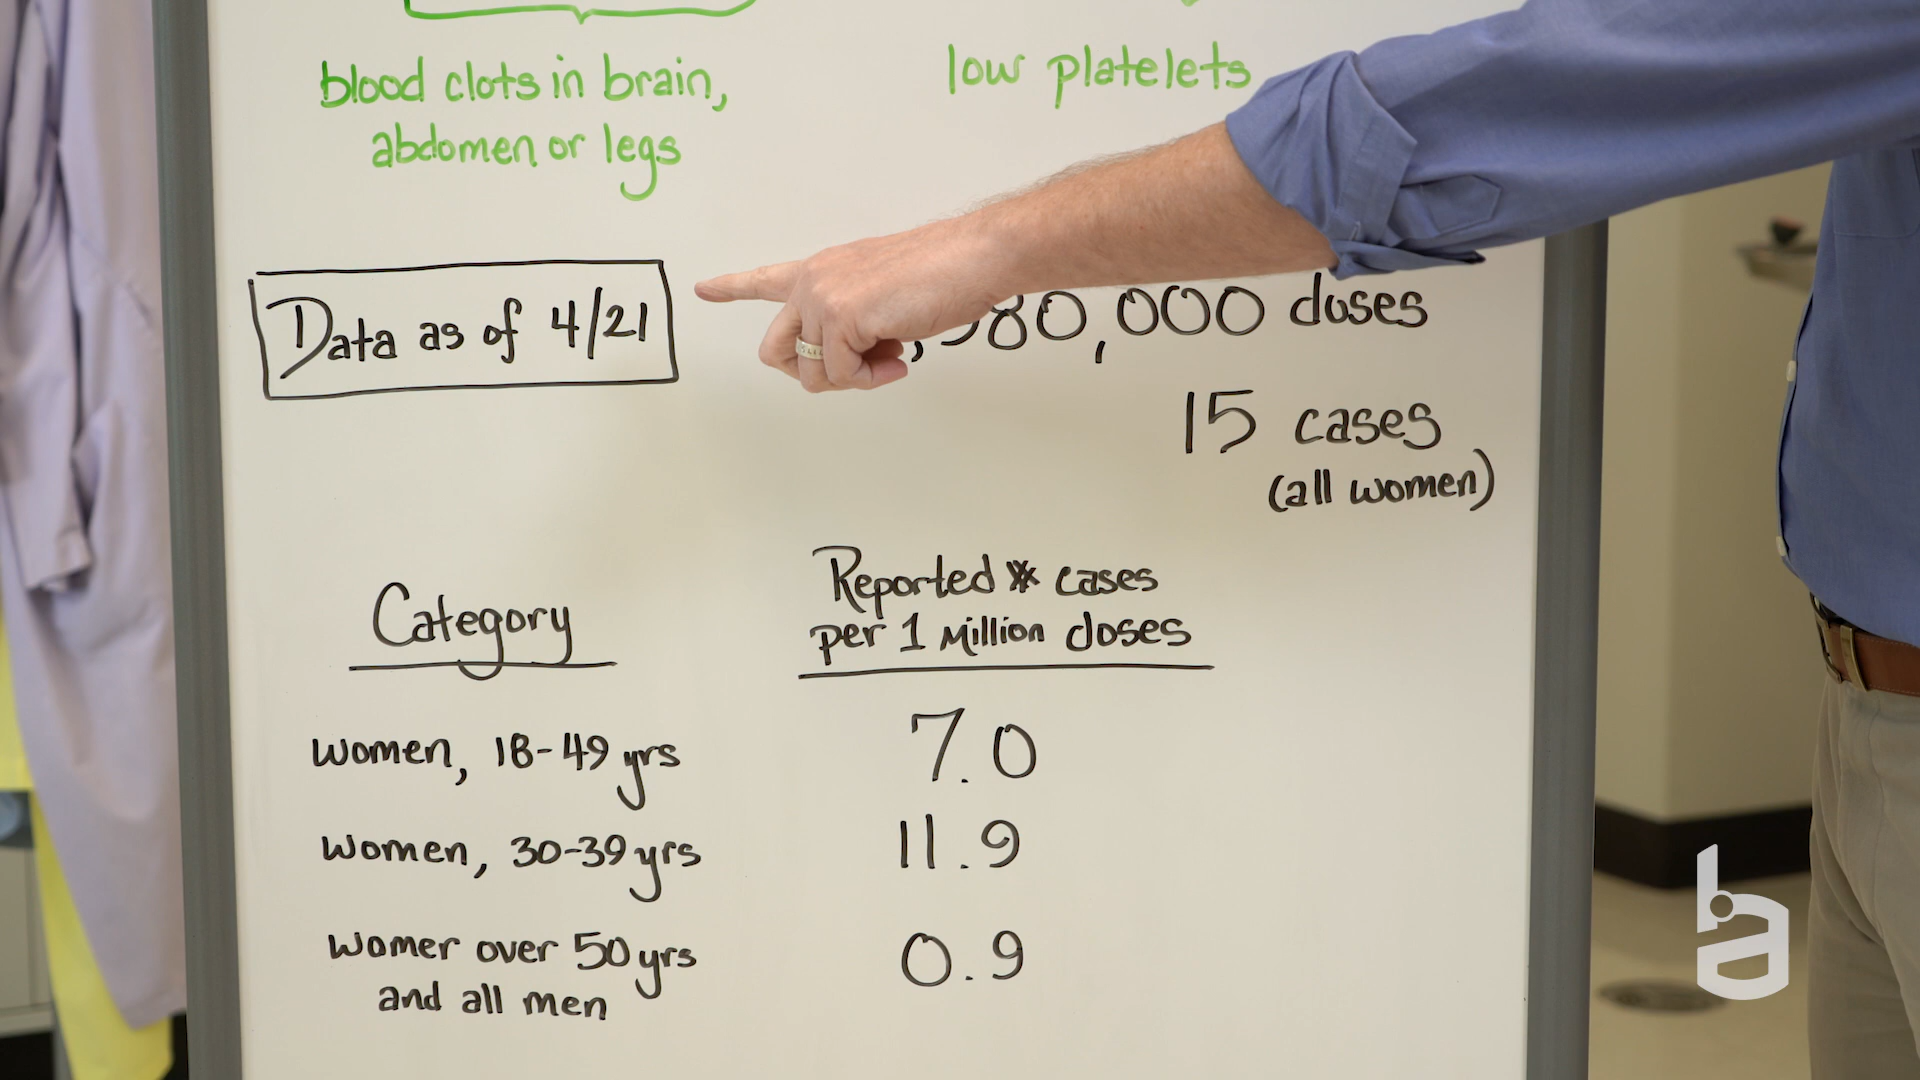 blood clots in brain,
abdomen or legs
low platelets
Data as of 4/21
,980,000 doses
15 cases
(all women)
Category
Reported cases
per 1 Million doses
women, 18-49 yrs
7.0
women, 30-39 yrs
11.9
women over 50 yrs
and all men
0.9
ba